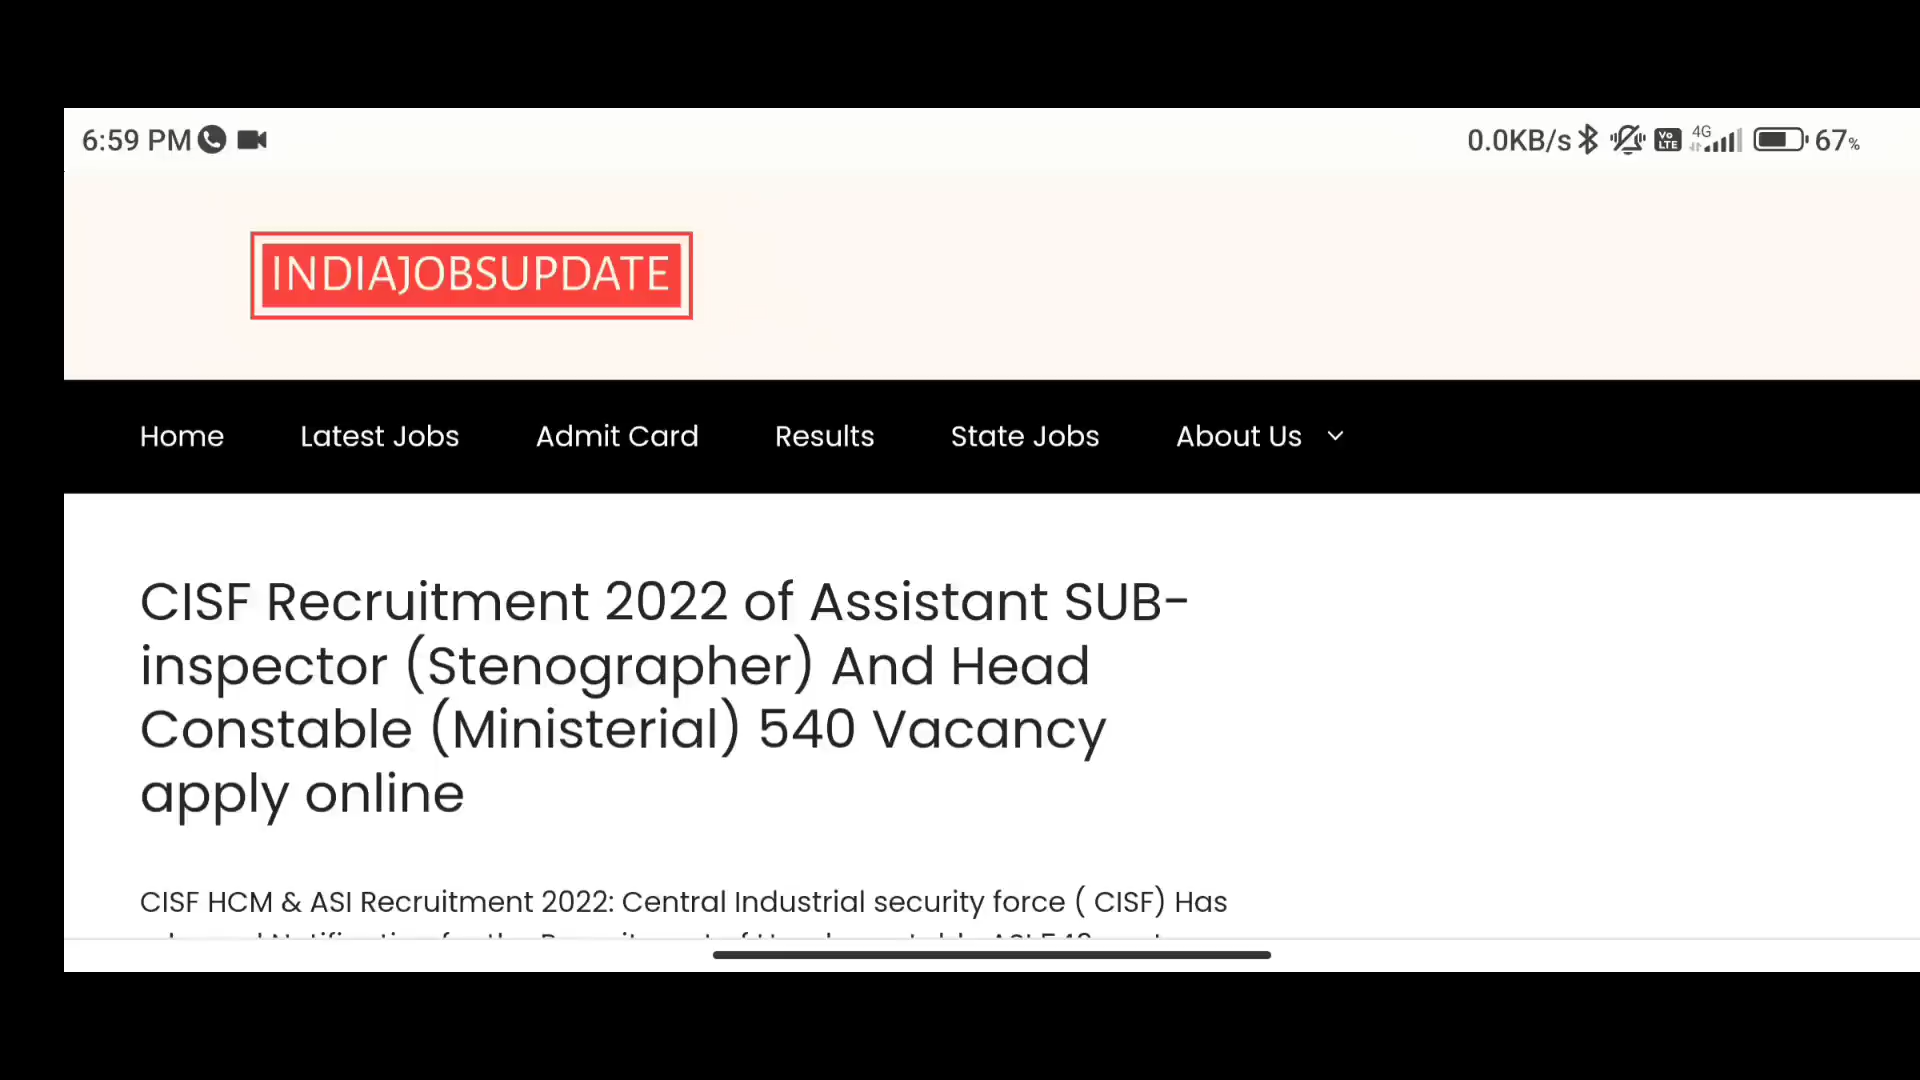 6:59 PM 0.0KB/s Vo LTE 4G 67%
INDIAJOBSUPDATE
Home Latest Jobs Admit Card Results State Jobs About Us
CISF Recruitment 2022 of Assistant SUB-
inspector (Stenographer) And Head
Constable (Ministerial) 540 Vacancy
apply online
CISF HCM & ASI Recruitment 2022: Central Industrial security force ( CISF) Has